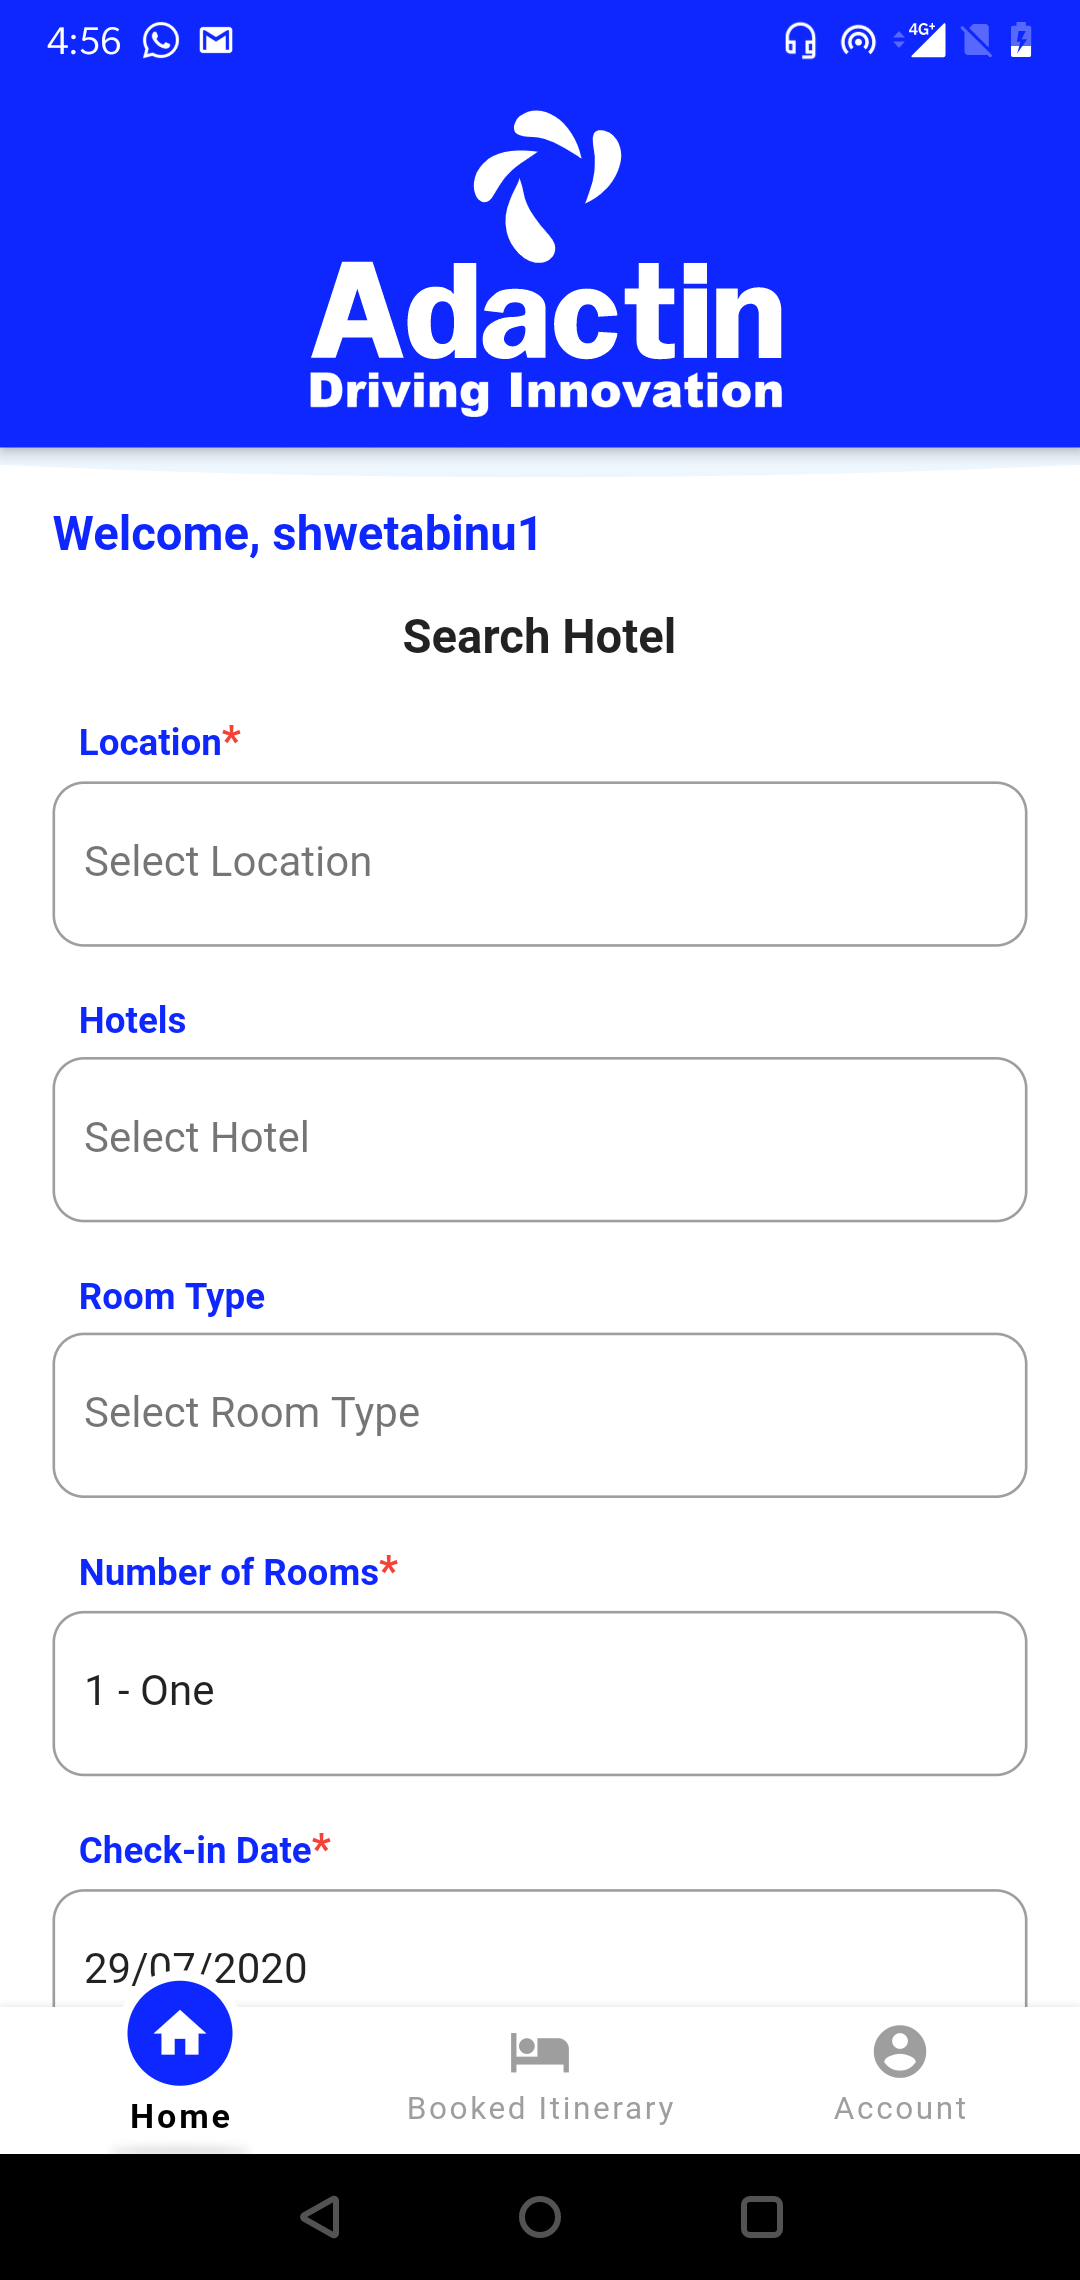 4:56
4G+
Adactin
Driving Innovation
Welcome, shwetabinu1
Search Hotel
Location*
Select Location
Hotels
Select Hotel
Room Type
Select Room Type
Number of Rooms*
1 - One
Check-in Date*
29/07/2020
Home
Booked Itinerary
Account